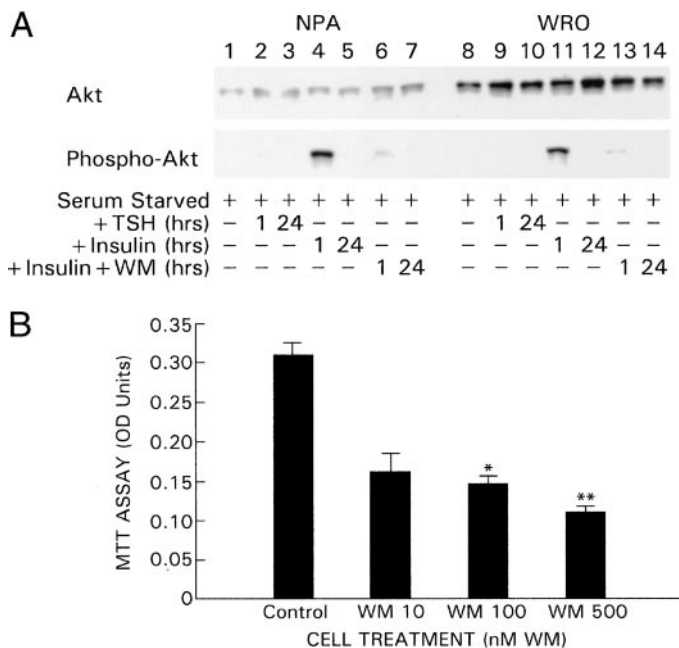 A
NPA WRO
1 2 3 4 5 6 7 8 9 10 11 12 13 14
Akt
Phospho-Akt
Serum Starved + + + + + + + + + + + + + +
+TSH (hrs) – 1 24 – – – – – 1 24 – – – –
+Insulin (hrs) – – – 1 24 – – – – – 1 24 – –
+Insulin+WM (hrs) – – – – – 1 24 – – – – – 1 24
B
MTT ASSAY (OD Units)
0.35
0.30
0.25
0.20
0.15
0.10
0.05
0
* **
Control WM 10 WM 100 WM 500
CELL TREATMENT (nM WM)